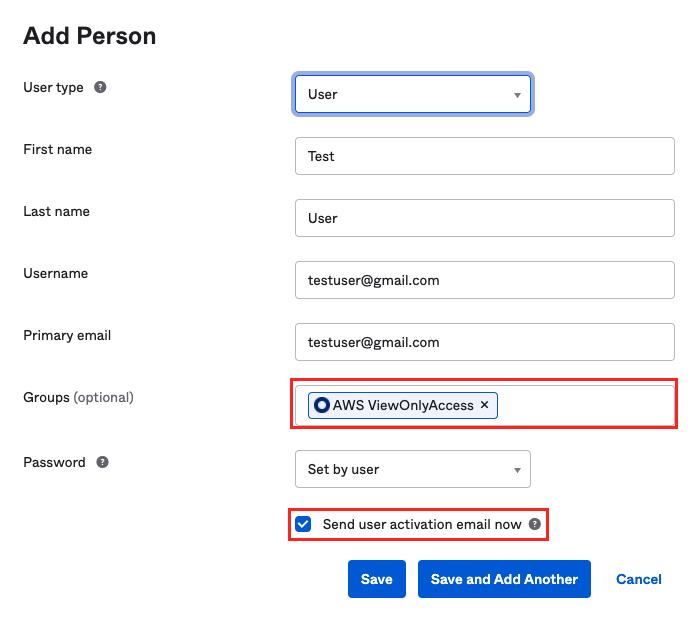 Add Person
User type ?
User
First name
Test
Last name
User
Username
testuser@gmail.com
Primary email
testuser@gmail.com
Groups (optional)
AWS ViewOnlyAccess ×
Password ?
Set by user
Send user activation email now ?
Save
Save and Add Another
Cancel